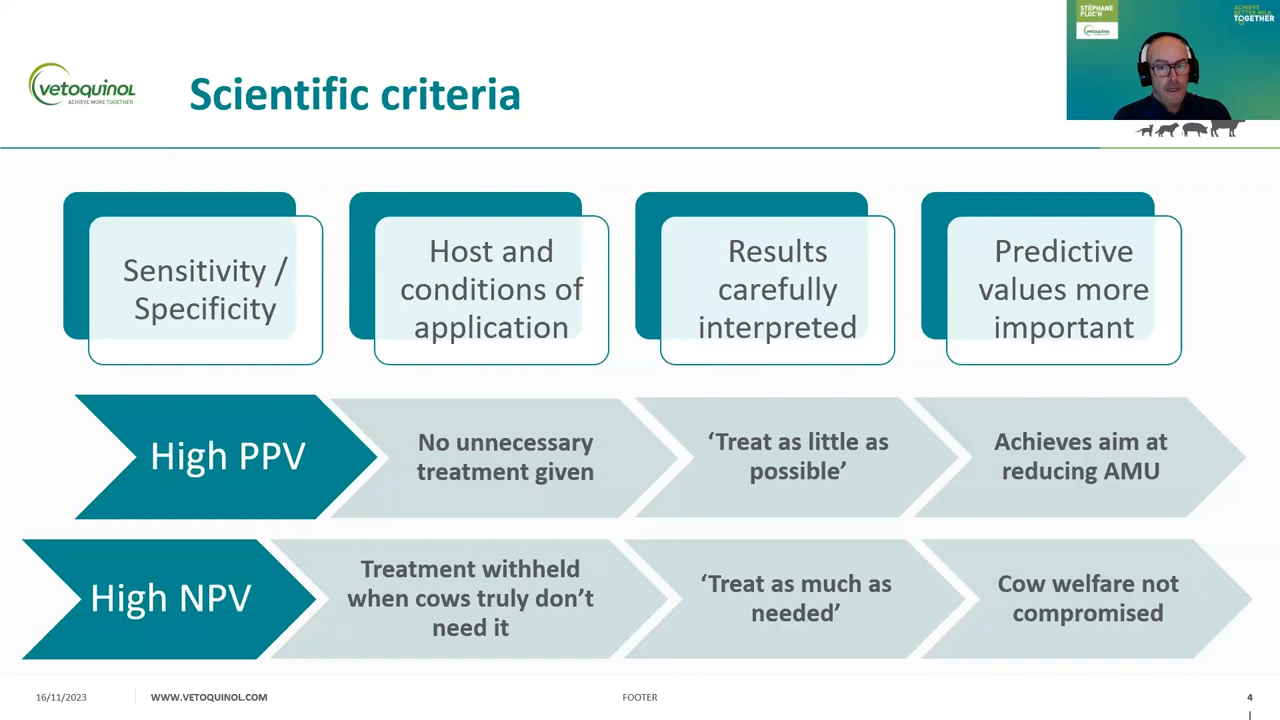 STÉPHANE
FLOC'H
vetoquinol
ACHIEVE
BETTER MILK
TOGETHER
vetoquinol
ACHIEVE MORE TOGETHER
Scientific criteria
Sensitivity /
Specificity
Host and
conditions of
application
Results
carefully
interpreted
Predictive
values more
important
High PPV
No unnecessary
treatment given
‘Treat as little as
possible’
Achieves aim at
reducing AMU
High NPV
Treatment withheld
when cows truly don’t
need it
‘Treat as much as
needed’
Cow welfare not
compromised
16/11/2023
WWW.VETOQUINOL.COM
FOOTER
4
|